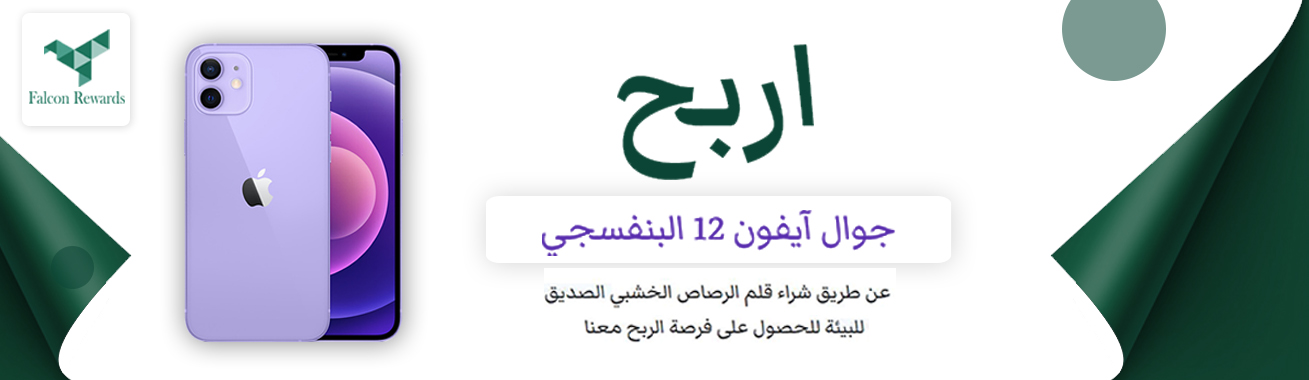 Falcon Rewards
اربح
جوال آيفون 12 البنفسجي
عن طريق شراء قلم الرصاص الخشبي الصديق
للبيئة للحصول على فرصة الربح معنا